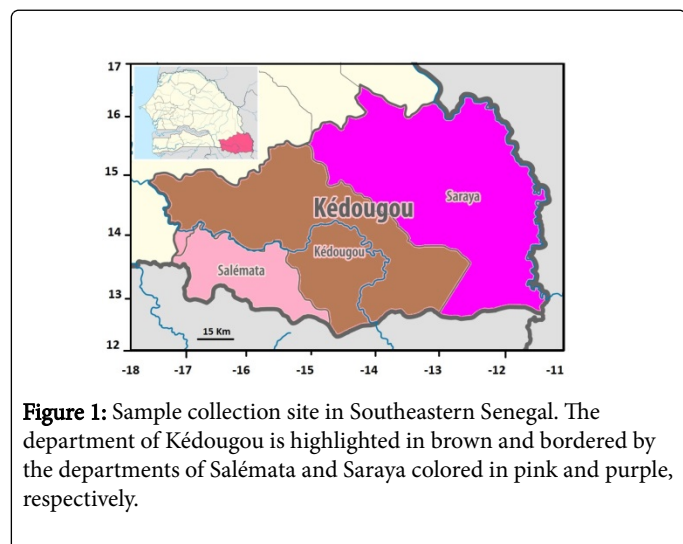 17
16
15
14
13
12
Saraya
Kédougou
Kédougou
Salémata
15 Km
-18 -17 -16 -15 -14 -13 -12 -11
Figure 1: Sample collection site in Southeastern Senegal. The
department of Kédougou is highlighted in brown and bordered by
the departments of Salémata and Saraya colored in pink and purple,
respectively.